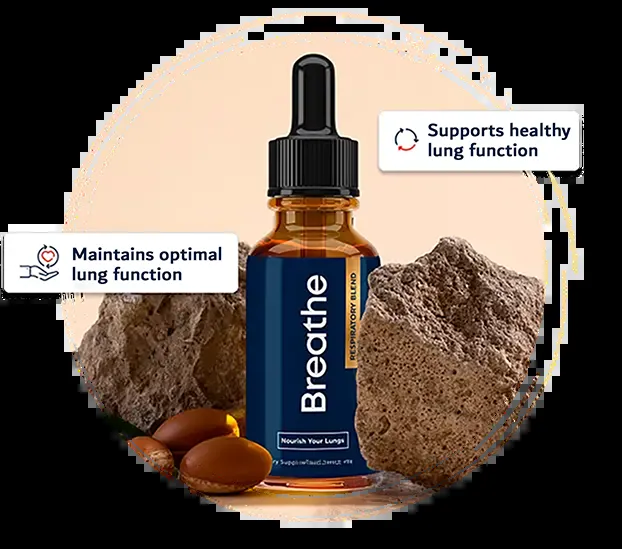 Supports healthy
lung function
Maintains optimal
lung function
Breathe
RESPIRATORY BLEND
Nourish Your Lungs